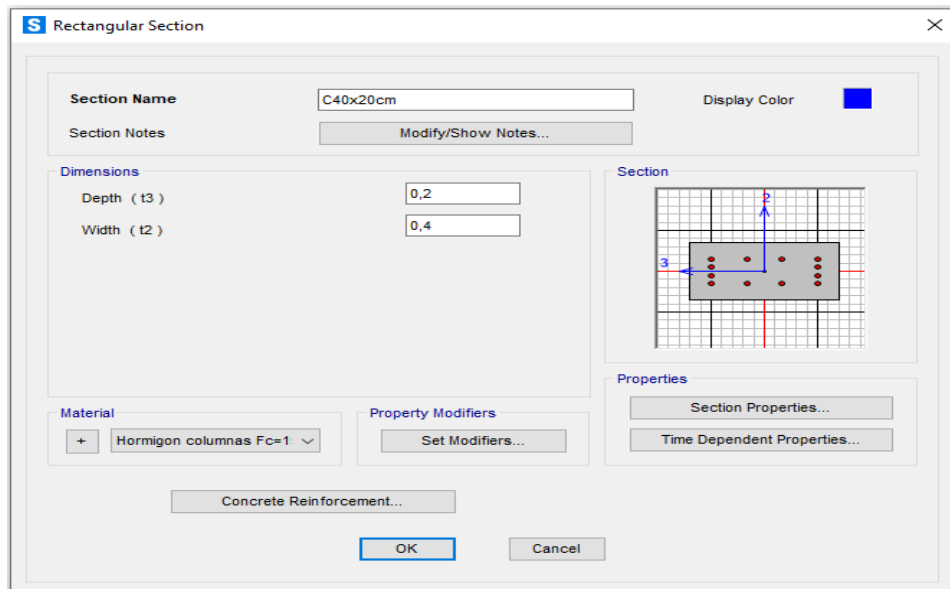 S Rectangular Section
Section Name C40x20cm Display Color
Section Notes Modify/Show Notes...
Dimensions
Depth ( t3 ) 0,2
Width ( t2 ) 0,4
Section
2
3
Properties
Section Properties...
Time Dependent Properties...
Material
+ Hormigon columnas Fc=1
Property Modifiers
Set Modifiers...
Concrete Reinforcement...
OK Cancel